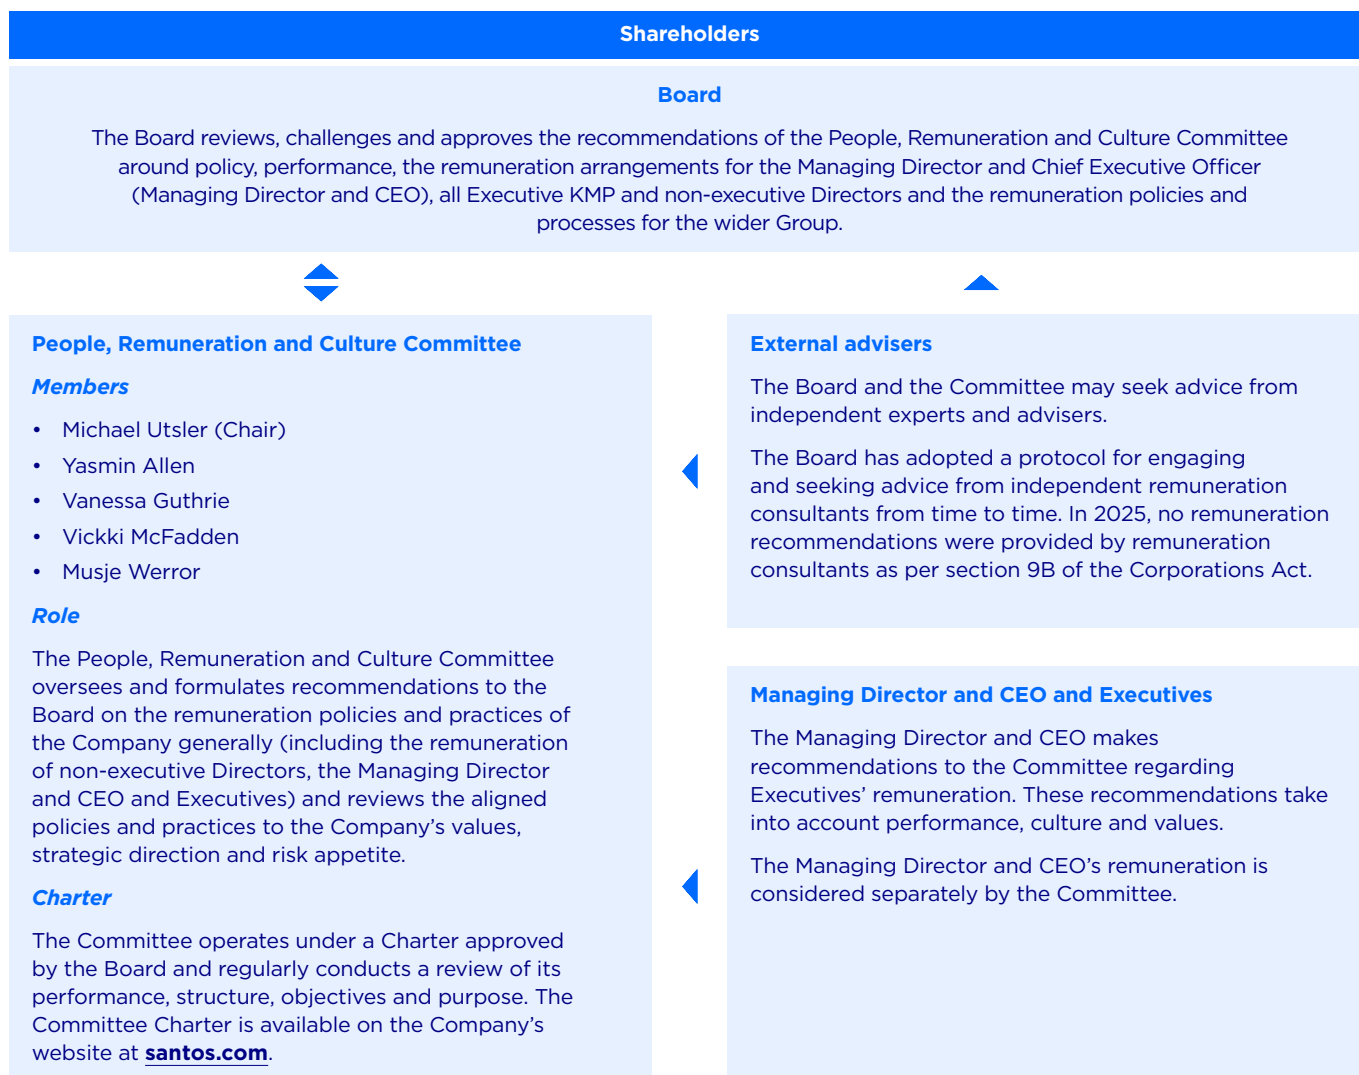 Shareholders
Board
The Board reviews, challenges and approves the recommendations of the People, Remuneration and Culture Committee
around policy, performance, the remuneration arrangements for the Managing Director and Chief Executive Officer
(Managing Director and CEO), all Executive KMP and non-executive Directors and the remuneration policies and
processes for the wider Group.
People, Remuneration and Culture Committee
Members
• Michael Utsler (Chair)
• Yasmin Allen
• Vanessa Guthrie
• Vickki McFadden
• Musje Werror
Role
The People, Remuneration and Culture Committee
oversees and formulates recommendations to the
Board on the remuneration policies and practices of
the Company generally (including the remuneration
of non-executive Directors, the Managing Director
and CEO and Executives) and reviews the aligned
policies and practices to the Company’s values,
strategic direction and risk appetite.
Charter
The Committee operates under a Charter approved
by the Board and regularly conducts a review of its
performance, structure, objectives and purpose. The
Committee Charter is available on the Company’s
website at santos.com.
External advisers
The Board and the Committee may seek advice from
independent experts and advisers.
The Board has adopted a protocol for engaging
and seeking advice from independent remuneration
consultants from time to time. In 2025, no remuneration
recommendations were provided by remuneration
consultants as per section 9B of the Corporations Act.
Managing Director and CEO and Executives
The Managing Director and CEO makes
recommendations to the Committee regarding
Executives’ remuneration. These recommendations take
into account performance, culture and values.
The Managing Director and CEO’s remuneration is
considered separately by the Committee.